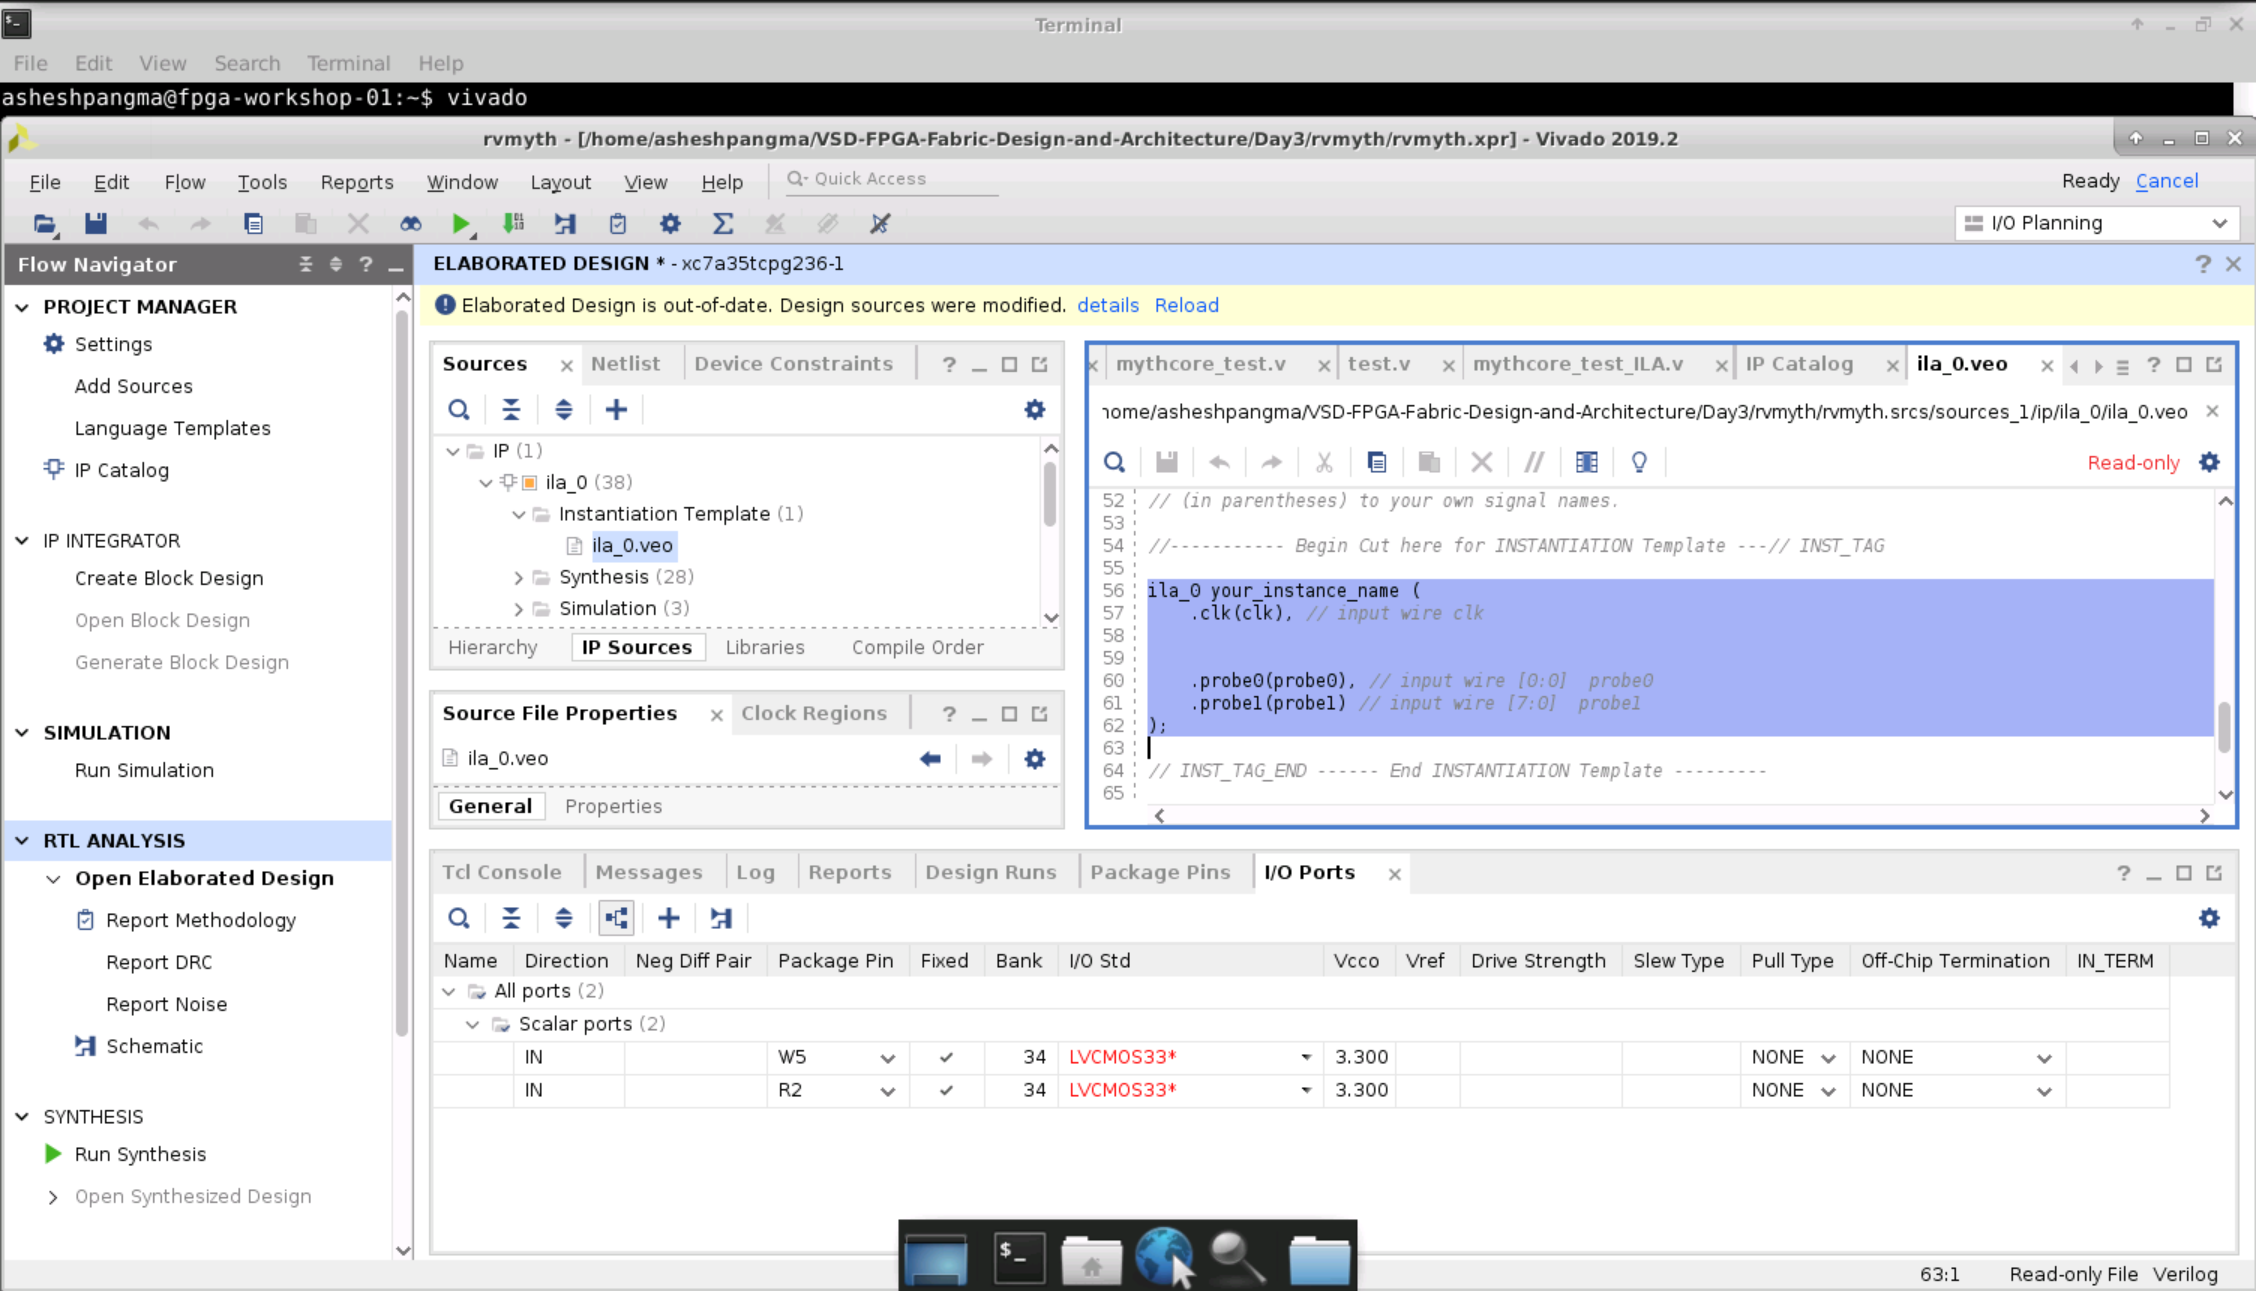 Terminal
File Edit View Search Terminal Help
asheshpangma@fpga-workshop-01:~$ vivado
rvmyth - [/home/asheshpangma/VSD-FPGA-Fabric-Design-and-Architecture/Day3/rvmyth/rvmyth.xpr] - Vivado 2019.2
File Edit Flow Tools Reports Window Layout View Help Quick Access Ready Cancel
I/O Planning
Flow Navigator
PROJECT MANAGER
Settings
Add Sources
Language Templates
IP Catalog
IP INTEGRATOR
Create Block Design
Open Block Design
Generate Block Design
SIMULATION
Run Simulation
RTL ANALYSIS
Open Elaborated Design
Report Methodology
Report DRC
Report Noise
Schematic
SYNTHESIS
Run Synthesis
Open Synthesized Design
ELABORATED DESIGN * - xc7a35tcpg236-1
Elaborated Design is out-of-date. Design sources were modified. details Reload
Sources Netlist Device Constraints
IP (1)
ila_0 (38)
Instantiation Template (1)
ila_0.veo
Synthesis (28)
Simulation (3)
Hierarchy IP Sources Libraries Compile Order
Source File Properties Clock Regions
ila_0.veo
General Properties
mythcore_test.v test.v mythcore_test_ILA.v IP Catalog ila_0.veo
home/asheshpangma/VSD-FPGA-Fabric-Design-and-Architecture/Day3/rvmyth/rvmyth.srcs/sources_1/ip/ila_0/ila_0.veo
Read-only
52 // (in parentheses) to your own signal names.
53
54 //----------- Begin Cut here for INSTANTIATION Template ---// INST_TAG
55
56 ila_0 your_instance_name (
57 .clk(clk), // input wire clk
58
59
60 .probe0(probe0), // input wire [0:0] probe0
61 .probe1(probe1) // input wire [7:0] probe1
62 );
63
64 // INST_TAG_END ------ End INSTANTIATION Template ---------
65
Tcl Console Messages Log Reports Design Runs Package Pins I/O Ports
Name Direction Neg Diff Pair Package Pin Fixed Bank I/O Std Vcco Vref Drive Strength Slew Type Pull Type Off-Chip Termination IN_TERM
All ports (2)
Scalar ports (2)
IN W5 34 LVCMOS33* 3.300 NONE NONE
IN R2 34 LVCMOS33* 3.300 NONE NONE
63:1 Read-only File Verilog